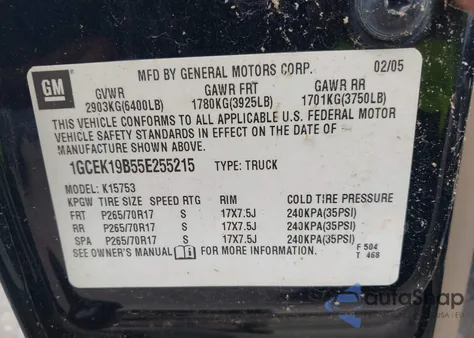 GM
MFD BY GENERAL MOTORS CORP. 02/05
GVWR GAWR FRT GAWR RR
2903KG(6400LB) 1780KG(3925LB) 1701KG(3750LB)
THIS VEHICLE CONFORMS TO ALL APPLICABLE U.S. FEDERAL MOTOR
VEHICLE SAFETY STANDARDS IN EFFECT ON THE DATE OF
MANUFACTURE SHOWN ABOVE.
1GCEK19B55E255215 TYPE: TRUCK
MODEL: K15753
KPGW TIRE SIZE SPEED RTG RIM COLD TIRE PRESSURE
FRT P265/70R17 S 17X7.5J 240KPA(35PSI)
RR P265/70R17 S 17X7.5J 240KPA(35PSI)
SPA P265/70R17 S 17X7.5J 240KPA(35PSI)
SEE OWNER'S MANUAL FOR MORE INFORMATION.
F 504
T 468
autoSnap